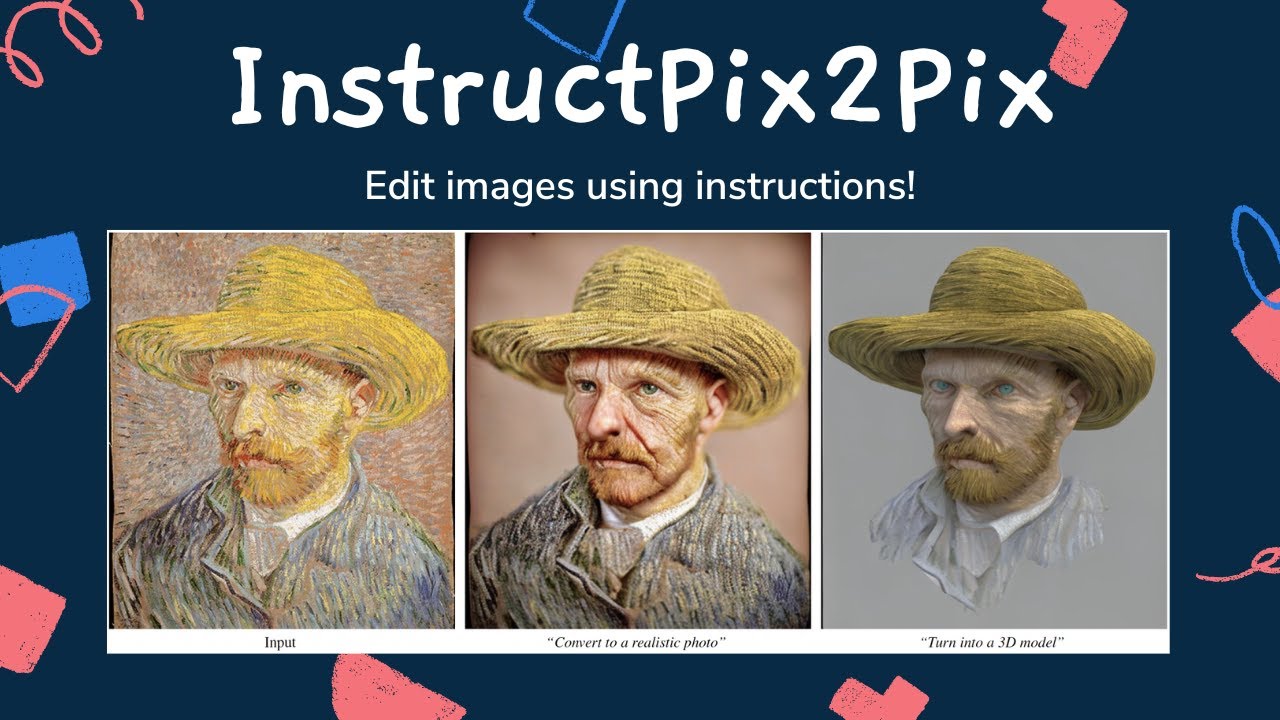 InstructPix2Pix
Edit images using instructions!
Input
“Convert to a realistic photo”
“Turn into a 3D model”